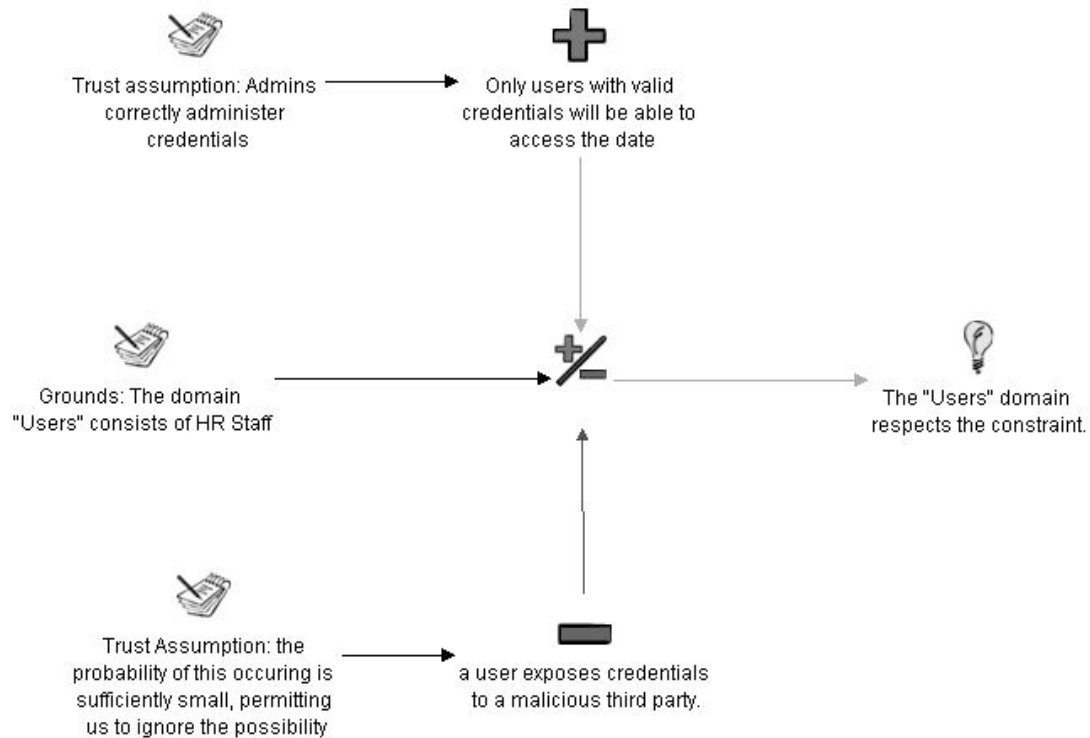 Trust assumption: Admins
correctly administer
credentials
Only users with valid
credentials will be able to
access the date
Grounds: The domain
"Users" consists of HR Staff
The "Users" domain
respects the constraint.
Trust Assumption: the
probability of this occuring is
sufficiently small, permitting
us to ignore the possibility
a user exposes credentials
to a malicious third party.